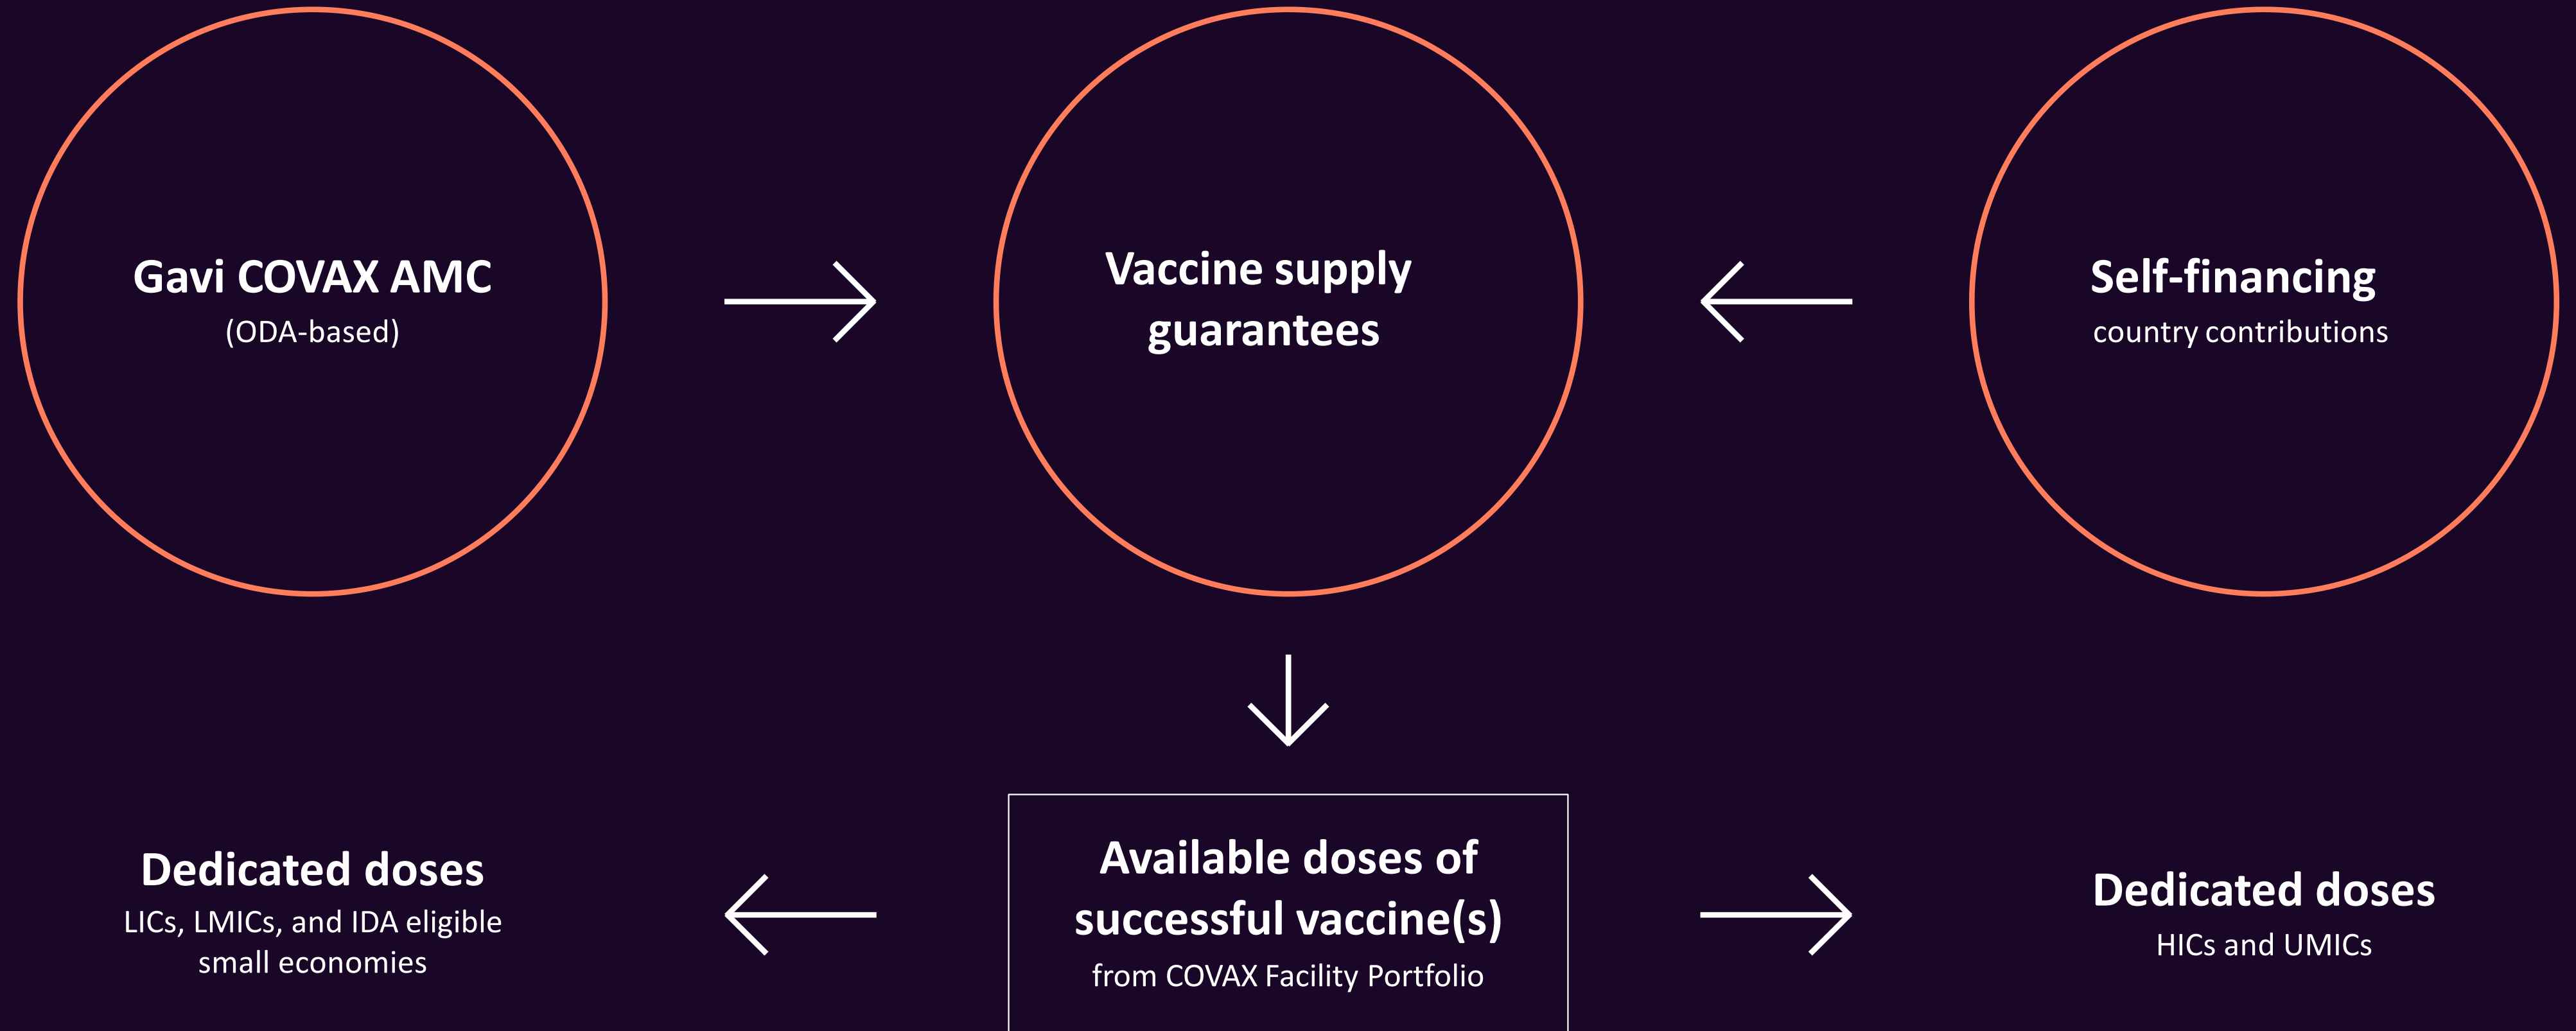 Gavi COVAX AMC
(ODA-based)
Vaccine supply
guarantees
Self-financing
country contributions
Dedicated doses
LICs, LMICs, and IDA eligible
small economies
Available doses of
successful vaccine(s)
from COVAX Facility Portfolio
Dedicated doses
HICs and UMICs